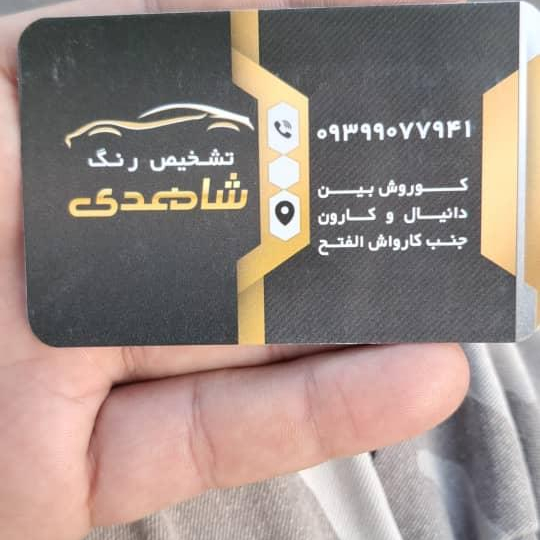 تشخیص رنگ
شاهدی
۰۹۳۹۹۰۷۷۹۴۱
کوروش بین
دانیال و کارون
جنب کارواش الفتح